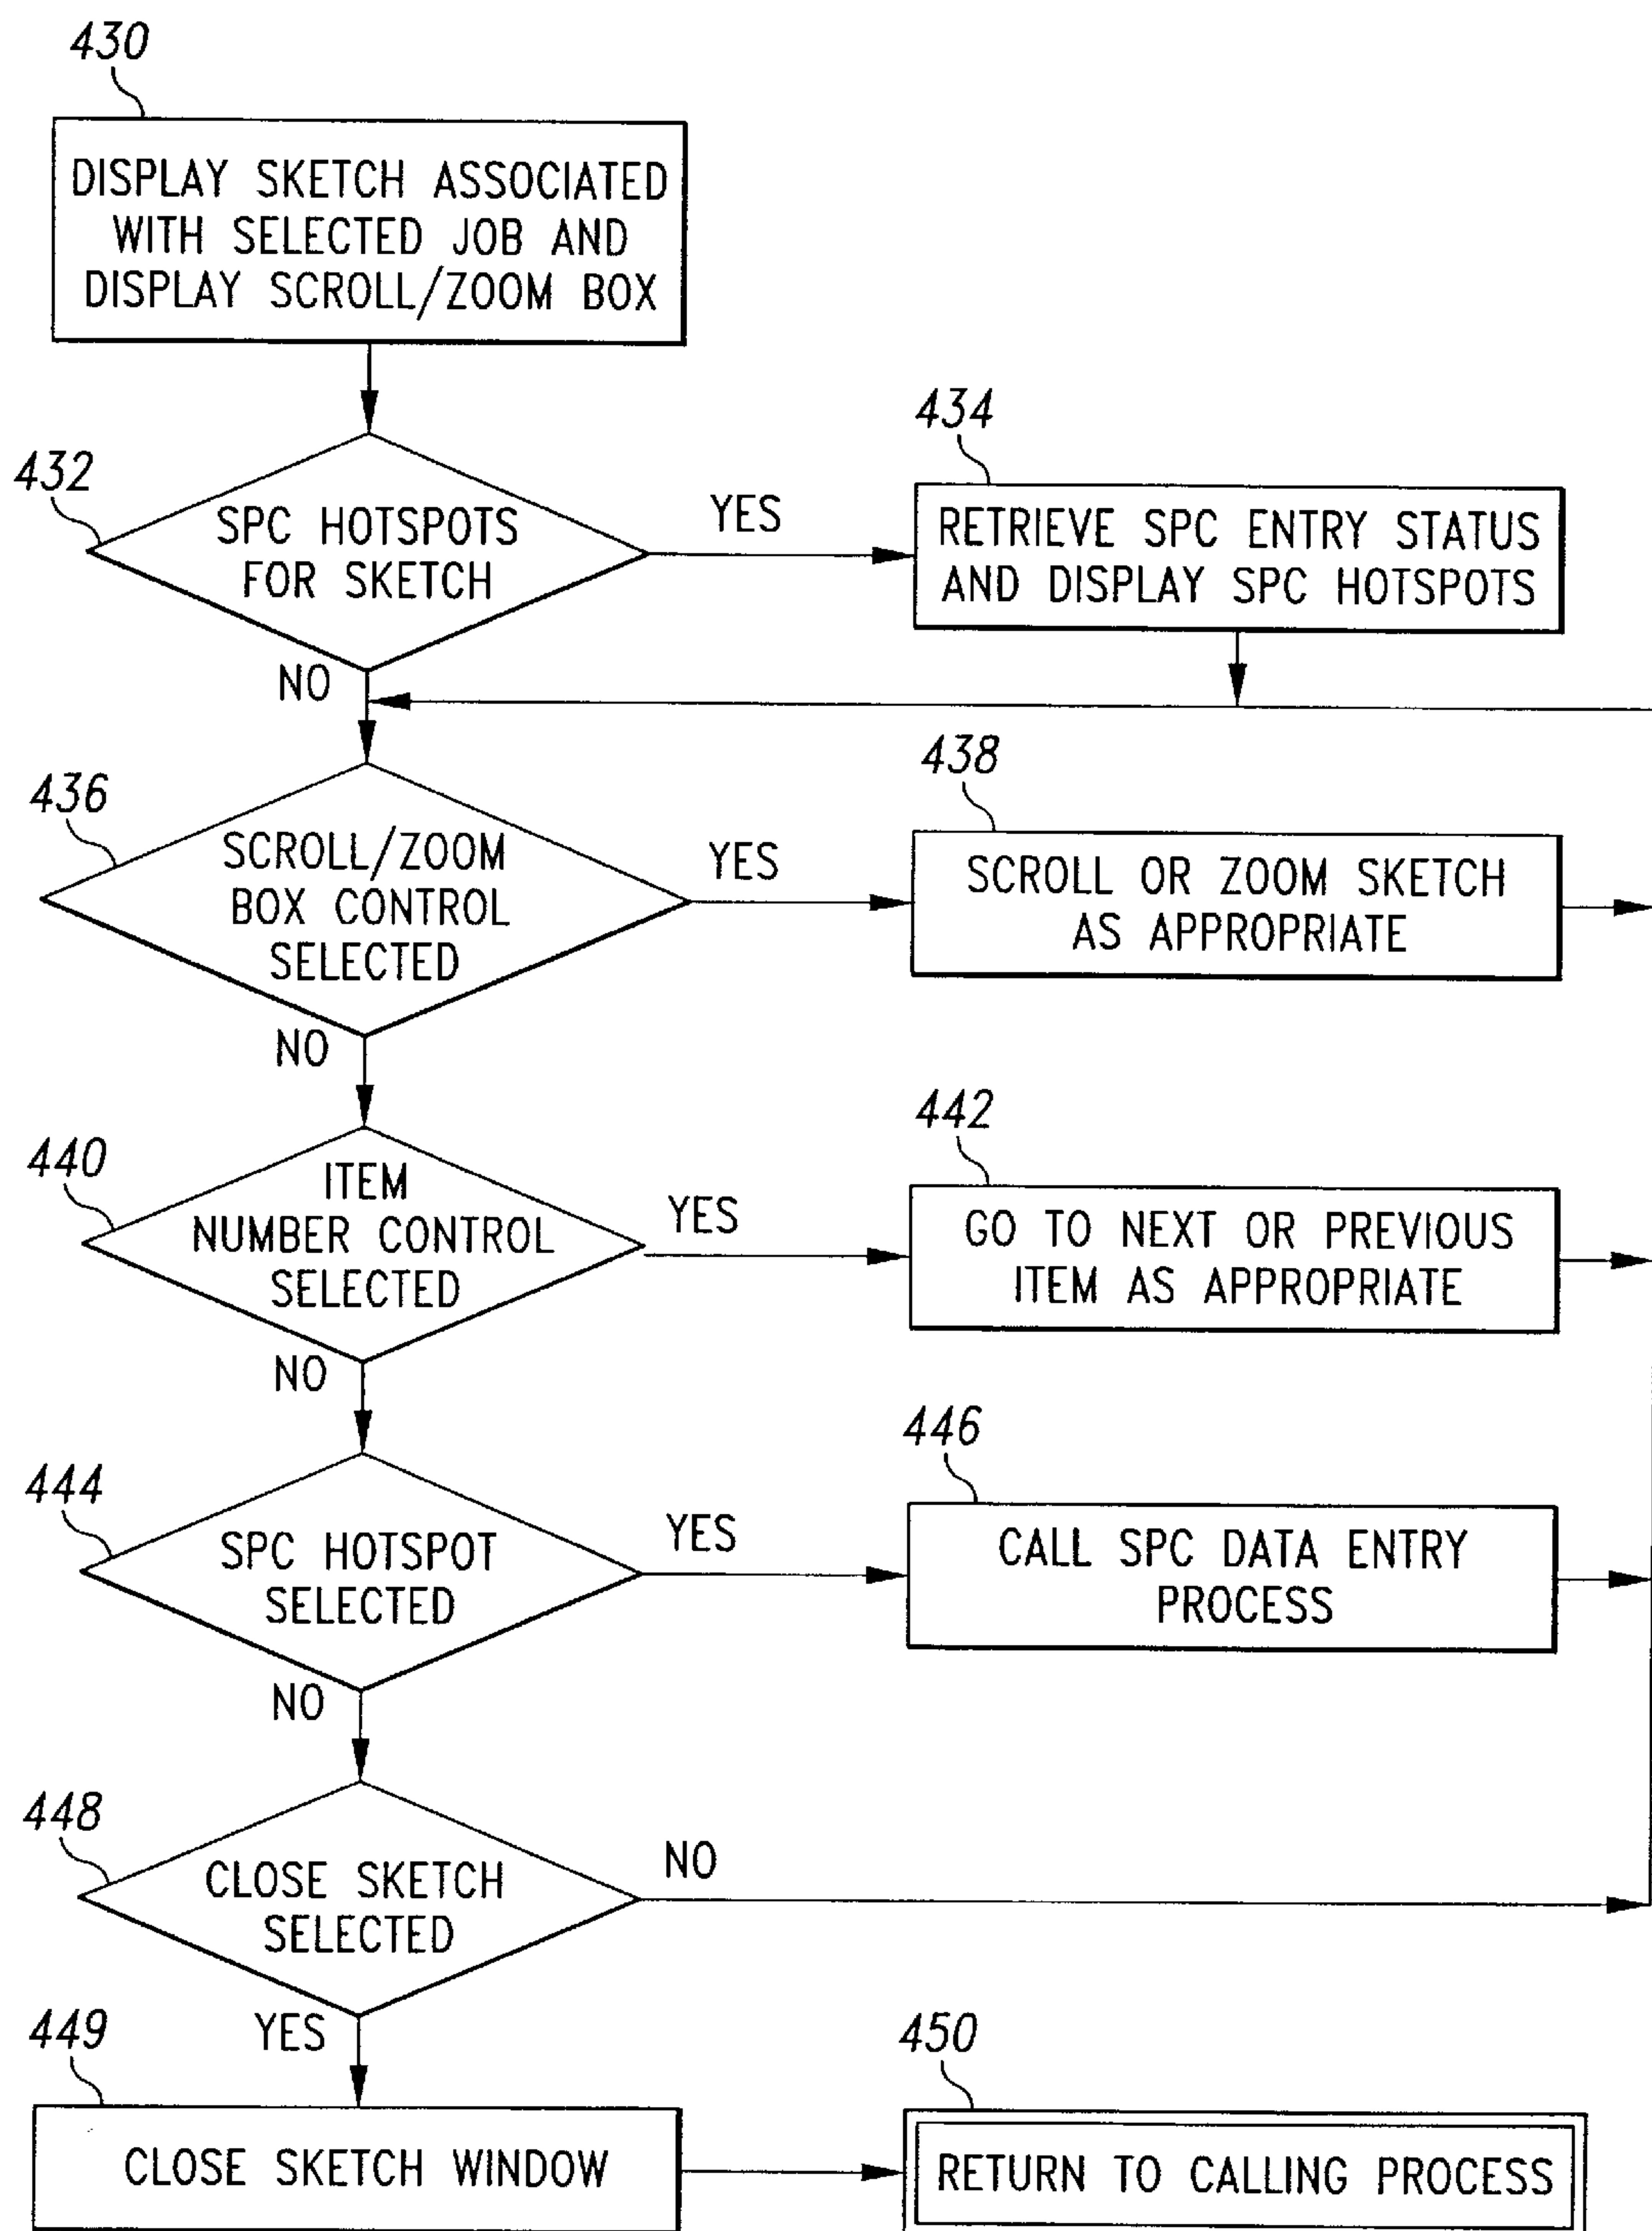 430
DISPLAY SKETCH ASSOCIATED
WITH SELECTED JOB AND
DISPLAY SCROLL/ZOOM BOX
432
SPC HOTSPOTS
FOR SKETCH
YES
NO
434
RETRIEVE SPC ENTRY STATUS
AND DISPLAY SPC HOTSPOTS
436
SCROLL/ZOOM
BOX CONTROL
SELECTED
YES
NO
438
SCROLL OR ZOOM SKETCH
AS APPROPRIATE
440
ITEM
NUMBER CONTROL
SELECTED
YES
NO
442
GO TO NEXT OR PREVIOUS
ITEM AS APPROPRIATE
444
SPC HOTSPOT
SELECTED
YES
NO
446
CALL SPC DATA ENTRY
PROCESS
448
CLOSE SKETCH
SELECTED
NO
YES
449
CLOSE SKETCH WINDOW
450
RETURN TO CALLING PROCESS